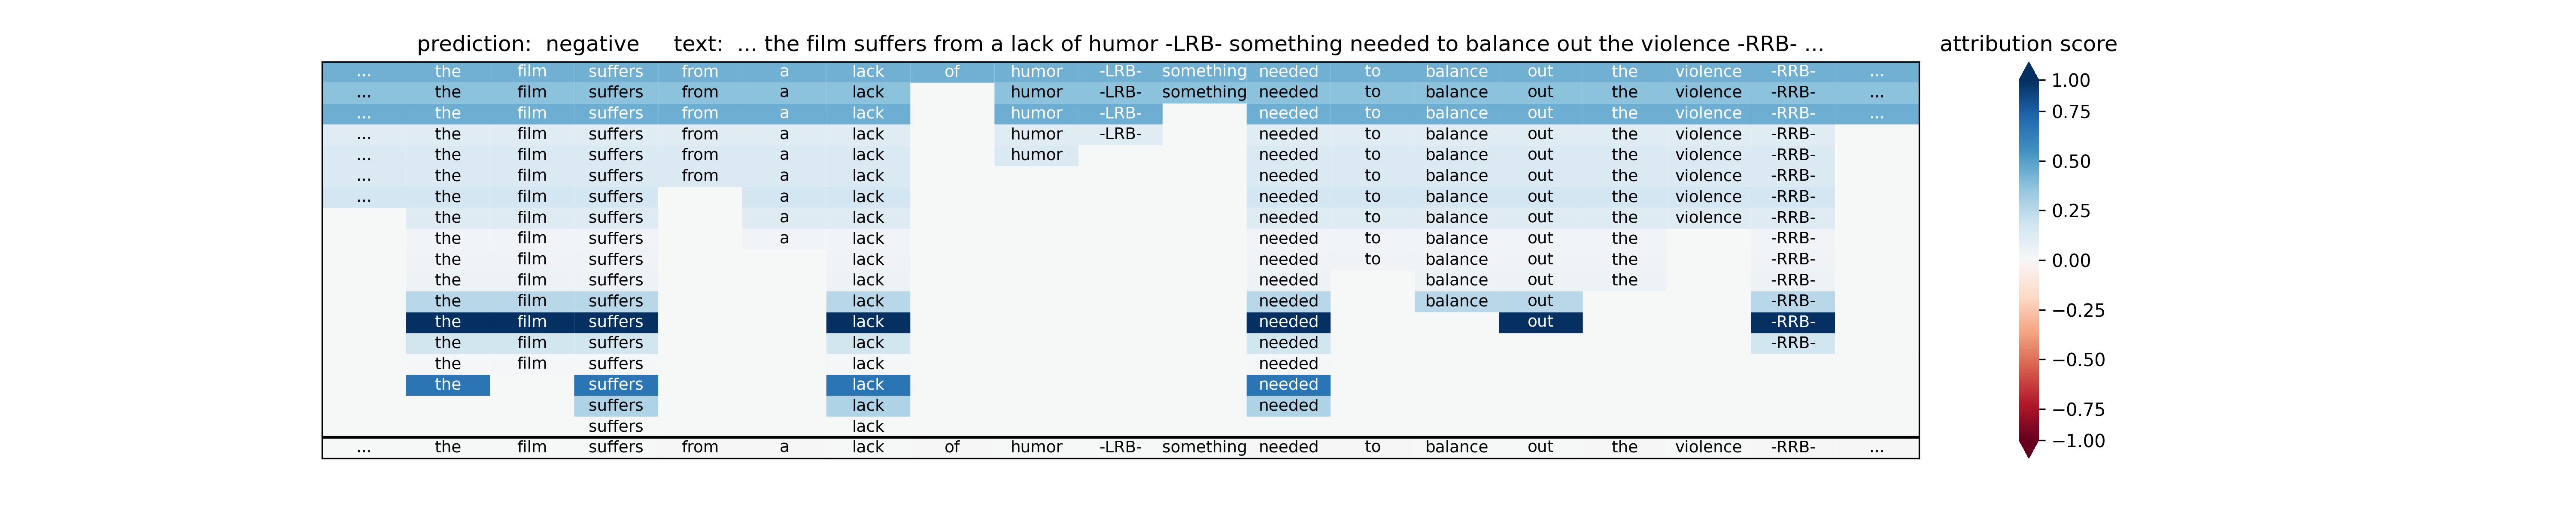 prediction: negative text: ... the film suffers from a lack of humor -LRB- something needed to balance out the violence -RRB- ... attribution score
... the film suffers from a lack of humor -LRB- something needed to balance out the violence -RRB- ...
... the film suffers from a lack humor -LRB- something needed to balance out the violence -RRB- ...
... the film suffers from a lack humor -LRB- needed to balance out the violence -RRB- ...
... the film suffers from a lack humor -LRB- needed to balance out the violence -RRB-
... the film suffers from a lack humor needed to balance out the violence -RRB-
... the film suffers from a lack needed to balance out the violence -RRB-
... the film suffers a lack needed to balance out the violence -RRB-
the film suffers a lack needed to balance out the violence -RRB-
the film suffers a lack needed to balance out the -RRB-
the film suffers lack needed to balance out the -RRB-
the film suffers lack needed balance out the -RRB-
the film suffers lack needed balance out -RRB-
the film suffers lack needed out -RRB-
the film suffers lack needed -RRB-
the film suffers lack needed
the suffers lack needed
suffers lack needed
suffers lack
... the film suffers from a lack of humor -LRB- something needed to balance out the violence -RRB- ...
1.00
0.75
0.50
0.25
0.00
−0.25
−0.50
−0.75
−1.00